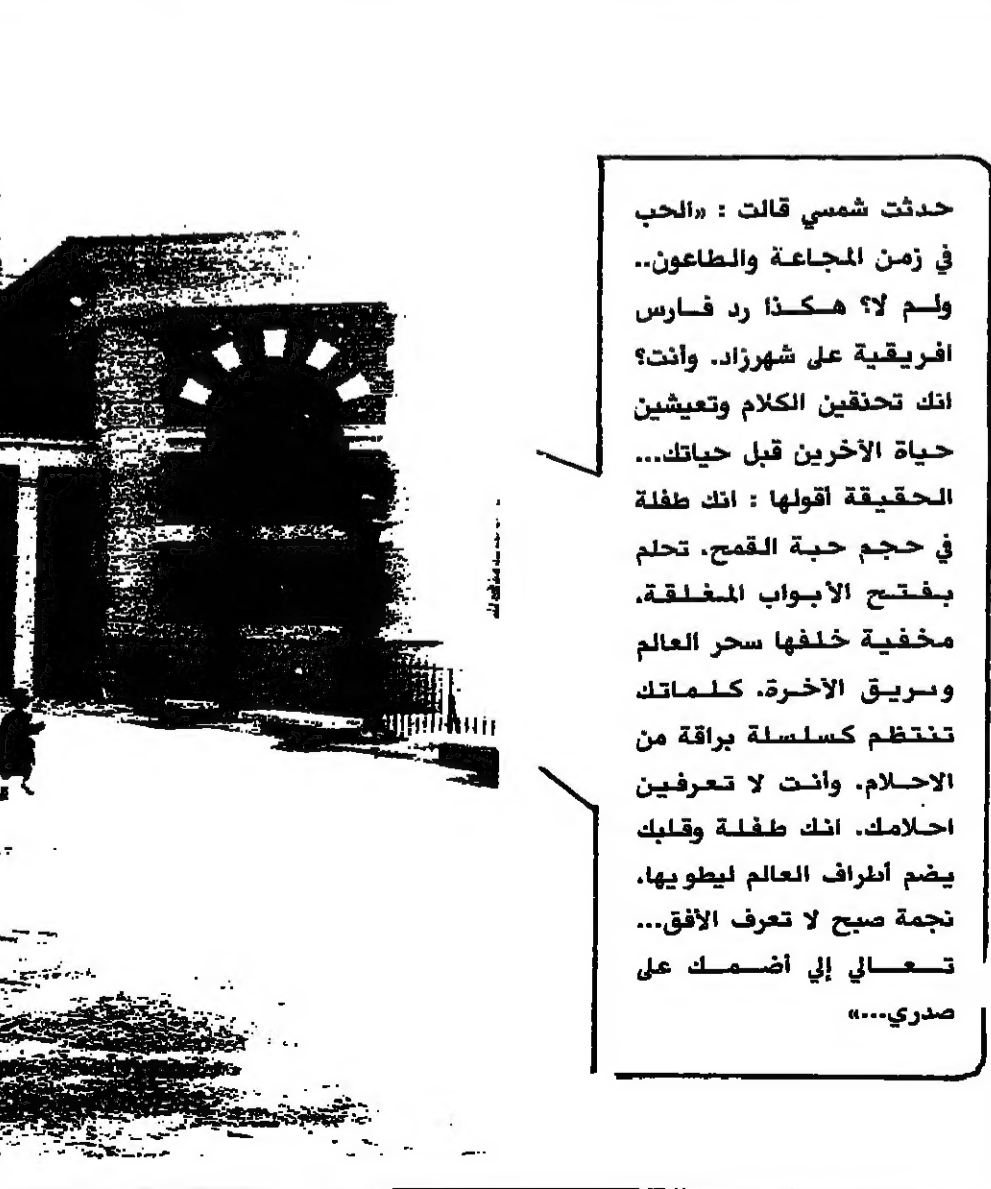 حدثت شمسي قالت : «الحب
في زمن المجاعة والطاعون..
ولم لا؟ هكذا رد فارس
افريقية على شهرزاد. وأنت؟
انك تحذقين الكلام وتعيشين
حياة الآخرين قبل حياتك...
الحقيقة أقولها : انك طفلة
في حجم حبة القمح. تحلم
بفتح الأبواب المغلقة.
مخفية خلفها سحر العالم
وبريق الآخرة. كلماتك
تنتظم كسلسلة براقة من
الاحلام. وأنت لا تعرفين
احلامك. انك طفلة وقلبك
يضم أطراف العالم ليطويها.
نجمة صبح لا تعرف الأفق...
تعالي إلي أضمك على
صدري...»